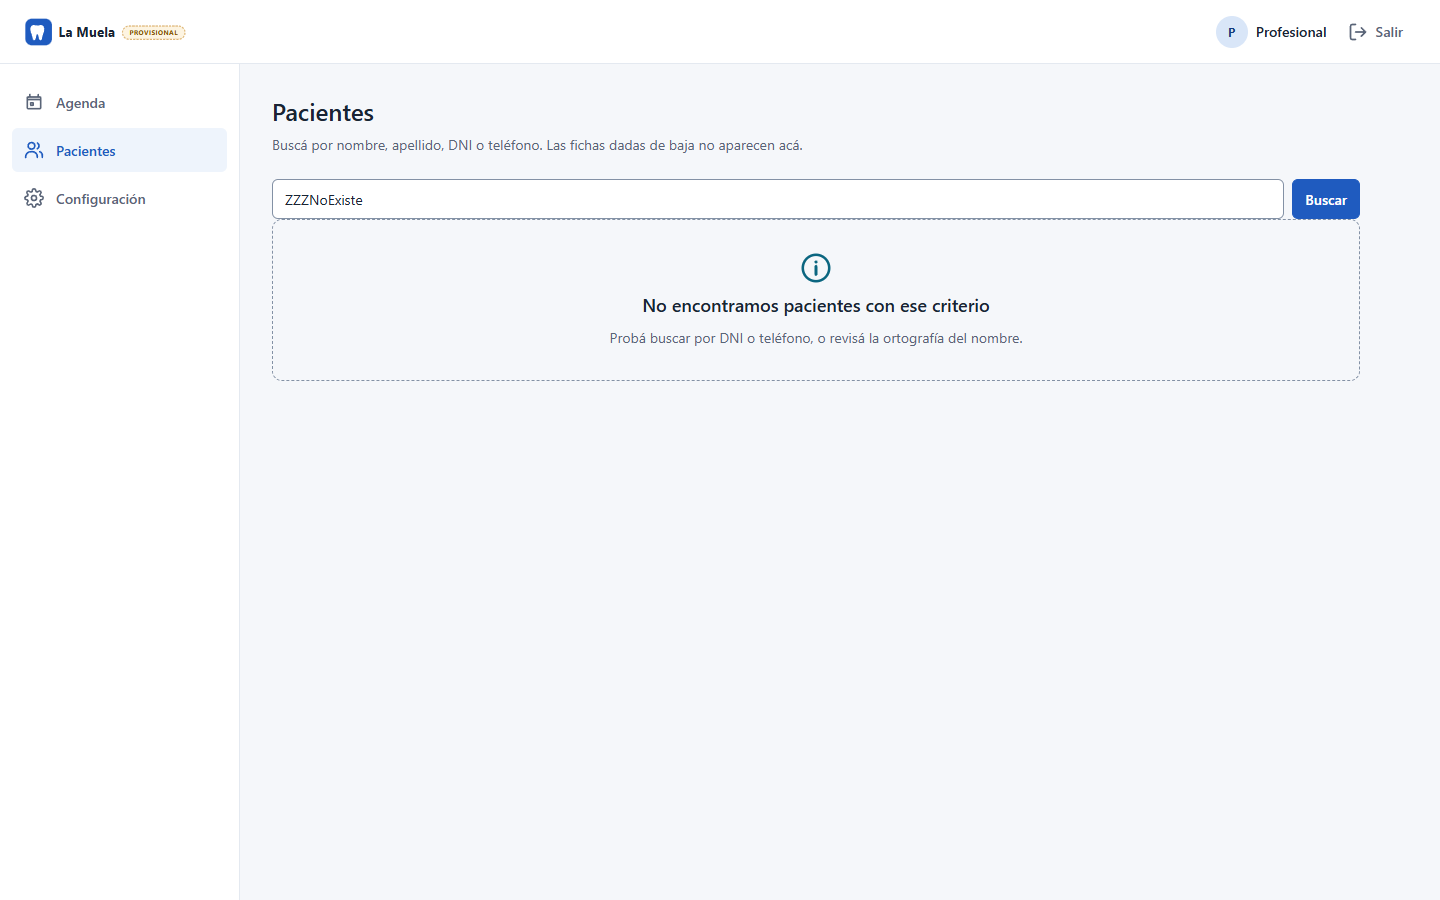 La Muela PROVISIONAL
P Profesional Salir
Agenda
Pacientes
Configuración
Pacientes
Buscá por nombre, apellido, DNI o teléfono. Las fichas dadas de baja no aparecen acá.
ZZZNoExiste Buscar
No encontramos pacientes con ese criterio
Probá buscar por DNI o teléfono, o revisá la ortografía del nombre.